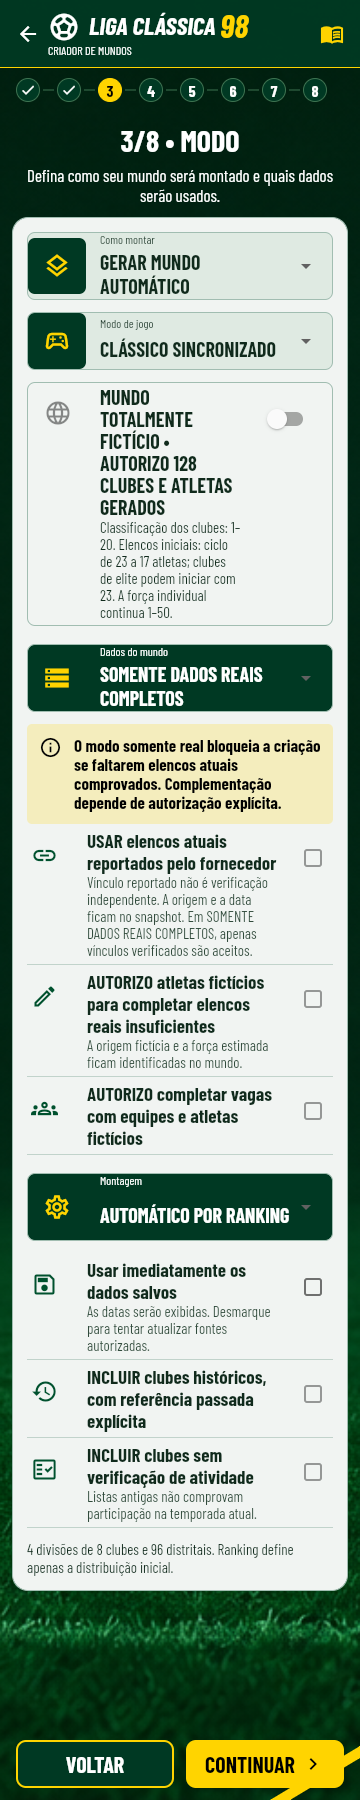 LIGA CLÁSSICA 98
CRIADOR DE MUNDOS
3 4 5 6 7 8
3/8 • MODO
Defina como seu mundo será montado e quais dados
serão usados.
Como montar
GERAR MUNDO
AUTOMÁTICO
Modo de jogo
CLÁSSICO SINCRONIZADO
MUNDO
TOTALMENTE
FICTÍCIO •
AUTORIZO 128
CLUBES E ATLETAS
GERADOS
Classificação dos clubes: 1–
20. Elencos iniciais: ciclo
de 23 a 17 atletas; clubes
de elite podem iniciar com
23. A força individual
continua 1–50.
Dados do mundo
SOMENTE DADOS REAIS
COMPLETOS
O modo somente real bloqueia a criação
se faltarem elencos atuais
comprovados. Complementação
depende de autorização explícita.
USAR elencos atuais
reportados pelo fornecedor
Vínculo reportado não é verificação
independente. A origem e a data
ficam no snapshot. Em SOMENTE
DADOS REAIS COMPLETOS, apenas
vínculos verificados são aceitos.
AUTORIZO atletas fictícios
para completar elencos
reais insuficientes
A origem fictícia e a força estimada
ficam identificadas no mundo.
AUTORIZO completar vagas
com equipes e atletas
fictícios
Montagem
AUTOMÁTICO POR RANKING
Usar imediatamente os
dados salvos
As datas serão exibidas. Desmarque
para tentar atualizar fontes
autorizadas.
INCLUIR clubes históricos,
com referência passada
explícita
INCLUIR clubes sem
verificação de atividade
Listas antigas não comprovam
participação na temporada atual.
4 divisões de 8 clubes e 96 distritais. Ranking define
apenas a distribuição inicial.
VOLTAR
CONTINUAR